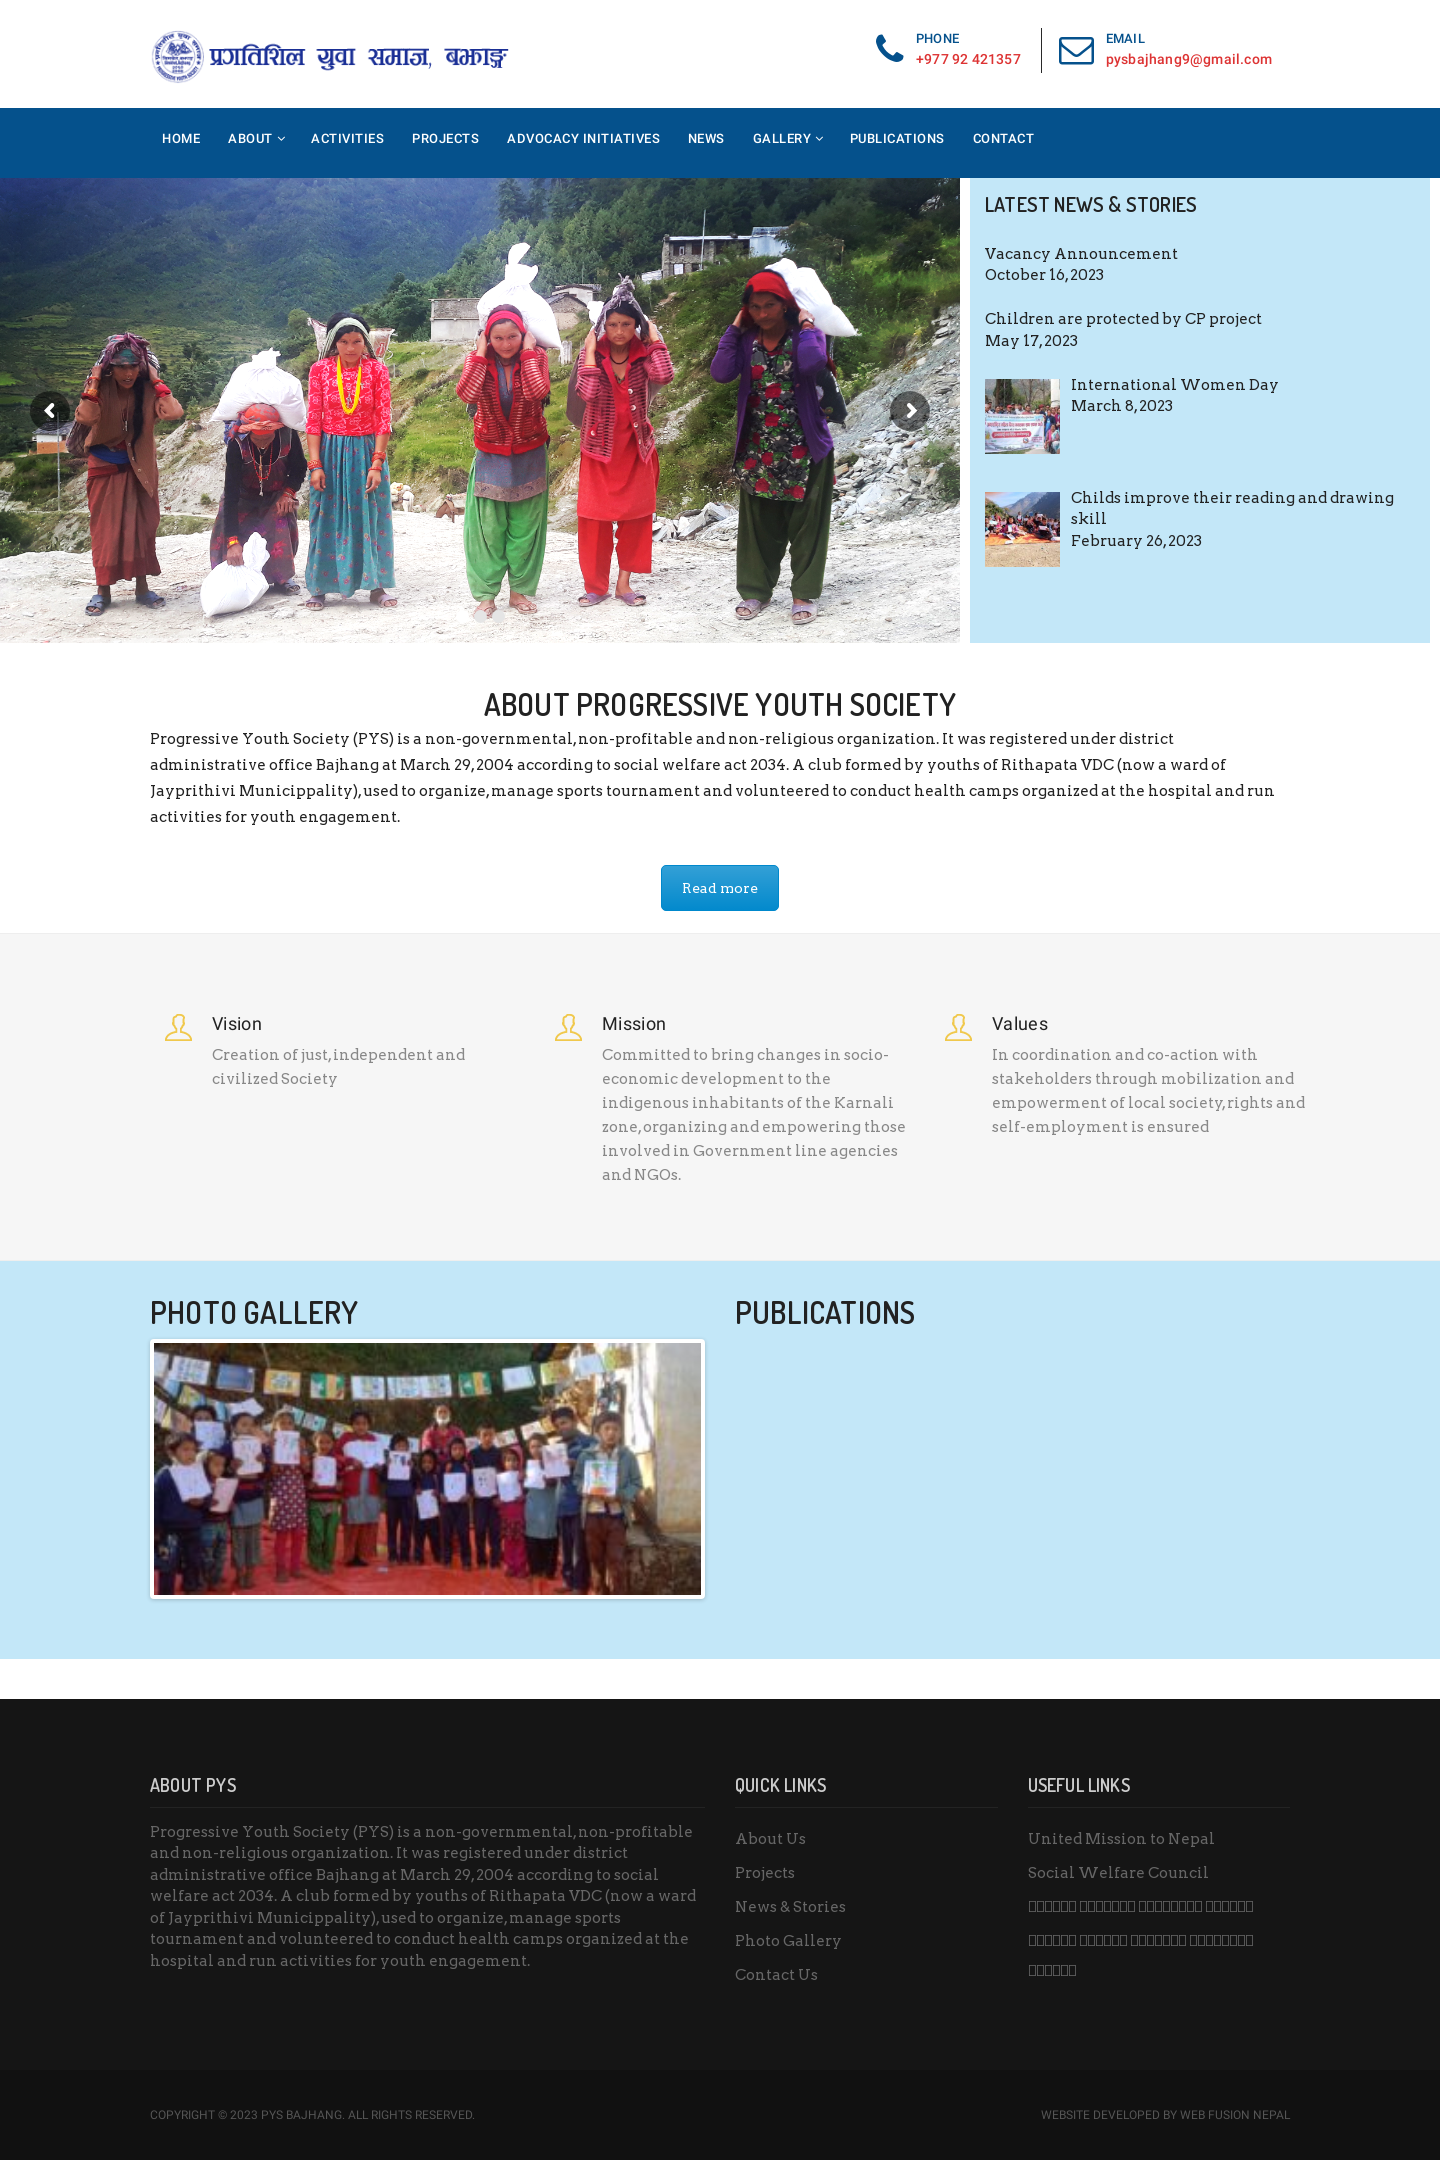 प्रगतिशिल युवा समाज, बझाङ्ग
PHONE
+977 92 421357
EMAIL
pysbajhang9@gmail.com
HOME ABOUT ACTIVITIES PROJECTS ADVOCACY INITIATIVES NEWS GALLERY PUBLICATIONS CONTACT
LATEST NEWS & STORIES
Vacancy Announcement
October 16, 2023
Children are protected by CP project
May 17, 2023
International Women Day
March 8, 2023
Childs improve their reading and drawing
skill
February 26, 2023
ABOUT PROGRESSIVE YOUTH SOCIETY
Progressive Youth Society (PYS) is a non-governmental, non-profitable and non-religious organization. It was registered under district
administrative office Bajhang at March 29, 2004 according to social welfare act 2034. A club formed by youths of Rithapata VDC (now a ward of
Jayprithivi Municippality), used to organize, manage sports tournament and volunteered to conduct health camps organized at the hospital and run
activities for youth engagement.
Read more
Vision
Creation of just, independent and
civilized Society
Mission
Committed to bring changes in socio-
economic development to the
indigenous inhabitants of the Karnali
zone, organizing and empowering those
involved in Government line agencies
and NGOs.
Values
In coordination and co-action with
stakeholders through mobilization and
empowerment of local society, rights and
self-employment is ensured
PHOTO GALLERY
PUBLICATIONS
ABOUT PYS
Progressive Youth Society (PYS) is a non-governmental, non-profitable
and non-religious organization. It was registered under district
administrative office Bajhang at March 29, 2004 according to social
welfare act 2034. A club formed by youths of Rithapata VDC (now a ward
of Jayprithivi Municippality), used to organize, manage sports
tournament and volunteered to conduct health camps organized at the
hospital and run activities for youth engagement.
QUICK LINKS
About Us
Projects
News & Stories
Photo Gallery
Contact Us
USEFUL LINKS
United Mission to Nepal
Social Welfare Council
COPYRIGHT © 2023 PYS BAJHANG. ALL RIGHTS RESERVED.
WEBSITE DEVELOPED BY WEB FUSION NEPAL